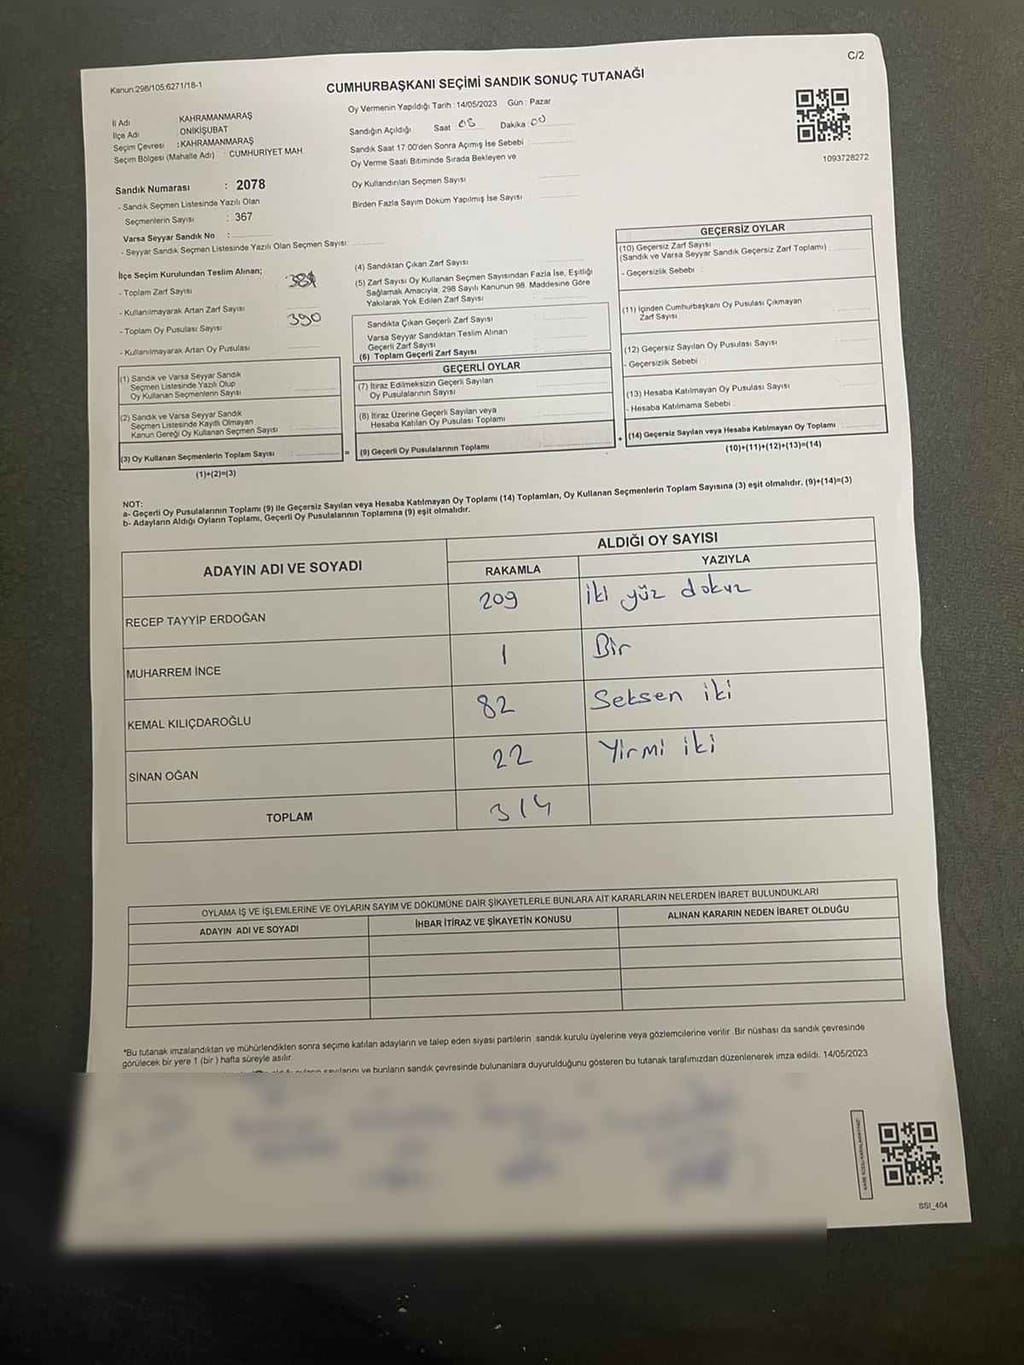 C/2
Kanun:298/105;6271/18-1
CUMHURBAŞKANI SEÇİMİ SANDIK SONUÇ TUTANAĞI
İl Adı : KAHRAMANMARAŞ
İlçe Adı : ONİKİŞUBAT
Seçim Çevresi : KAHRAMANMARAŞ
Seçim Bölgesi (Mahalle Adı) : CUMHURİYET MAH.
Sandık Numarası : 2078
- Sandık Seçmen Listesinde Yazılı Olan
Seçmenlerin Sayısı : 367
Varsa Seyyar Sandık No :
- Seyyar Sandık Seçmen Listesinde Yazılı Olan Seçmen Sayısı:
Oy Vermenin Yapıldığı Tarih : 14/05/2023 Gün : Pazar
Sandığın Açıldığı Saat 08 Dakika 00
Sandık Saat 17.00'den Sonra Açımış İse Sebebi
Oy Verme Saati Bitiminde Sırada Bekleyen ve
Oy Kullandırılan Seçmen Sayısı
Birden Fazla Sayım Döküm Yapılmış İse Sayısı
1093728272
İlçe Seçim Kurulundan Teslim Alınan;
- Toplam Zarf Sayısı
- Kullanılmayarak Artan Zarf Sayısı
- Toplam Oy Pusulası Sayısı 390
- Kullanılmayarak Artan Oy Pusulası
(1) Sandık ve Varsa Seyyar Sandık
Seçmen Listesinde Yazılı Olup
Oy Kullanan Seçmenlerin Sayısı
(2) Sandık ve Varsa Seyyar Sandık
Seçmen Listesinde Kayıtlı Olmayan
Kanun Gereği Oy Kullanan Seçmen Sayısı
(3) Oy Kullanan Seçmenlerin Toplam Sayısı
(1)+(2)=(3)
(4) Sandıktan Çıkan Zarf Sayısı
(5) Zarf Sayısı Oy Kullanan Seçmen Sayısından Fazla İse, Eşitliği
Sağlamak Amacıyla, 298 Sayılı Kanunun 98. Maddesine Göre
Yakılarak Yok Edilen Zarf Sayısı
Sandıkta Çıkan Geçerli Zarf Sayısı
Varsa Seyyar Sandıktan Teslim Alınan
Geçerli Zarf Sayısı
(6) Toplam Geçerli Zarf Sayısı
GEÇERLİ OYLAR
(7) İtiraz Edilmeksizin Geçerli Sayılan
Oy Pusulalarının Sayısı
(8) İtiraz Üzerine Geçerli Sayılan veya
Hesaba Katılan Oy Pusulası Toplamı
= (9) Geçerli Oy Pusulalarının Toplamı +
GEÇERSİZ OYLAR
(10) Geçersiz Zarf Sayısı
(Sandık ve Varsa Seyyar Sandık Geçersiz Zarf Toplamı)
- Geçersizlik Sebebi :
(11) İçinden Cumhurbaşkanı Oy Pusulası Çıkmayan
Zarf Sayısı
(12) Geçersiz Sayılan Oy Pusulası Sayısı
- Geçersizlik Sebebi
(13) Hesaba Katılmayan Oy Pusulası Sayısı
- Hesaba Katılmama Sebebi :
(14) Geçersiz Sayılan veya Hesaba Katılmayan Oy Toplamı
(10)+(11)+(12)+(13)=(14)
NOT:
a- Geçerli Oy Pusulalarının Toplamı (9) ile Geçersiz Sayılan veya Hesaba Katılmayan Oy Toplamı (14) Toplamları, Oy Kullanan Seçmenlerin Toplam Sayısına (3) eşit olmalıdır. (9)+(14)=(3)
b- Adayların Aldığı Oyların Toplamı, Geçerli Oy Pusulalarının Toplamına (9) eşit olmalıdır.
ADAYIN ADI VE SOYADI
ALDIĞI OY SAYISI
RAKAMLA YAZIYLA
RECEP TAYYİP ERDOĞAN 209 iki yüz dokuz
MUHARREM İNCE 1 Bir
KEMAL KILIÇDAROĞLU 82 Seksen iki
SİNAN OĞAN 22 Yirmi iki
TOPLAM 314
OYLAMA İŞ VE İŞLEMLERİNE VE OYLARIN SAYIM VE DÖKÜMÜNE DAİR ŞİKAYETLERLE BUNLARA AİT KARARLARIN NELERDEN İBARET BULUNDUKLARI
ADAYIN ADI VE SOYADI İHBAR İTİRAZ VE ŞİKAYETİN KONUSU ALINAN KARARIN NEDEN İBARET OLDUĞU
*Bu tutanak imzalandıktan ve mühürlendikten sonra seçime katılan adayların ve talep eden siyasi partilerin sandık kurulu üyelerine veya gözlemcilerine verilir. Bir nüshası da sandık çevresinde
görülecek bir yere 1 (bir) hafta süreyle asılır.
ve bunların sandık çevresinde bulunanlara duyurulduğunu gösteren bu tutanak tarafımızdan düzenlenerek imza edildi. 14/05/2023
SSI_404